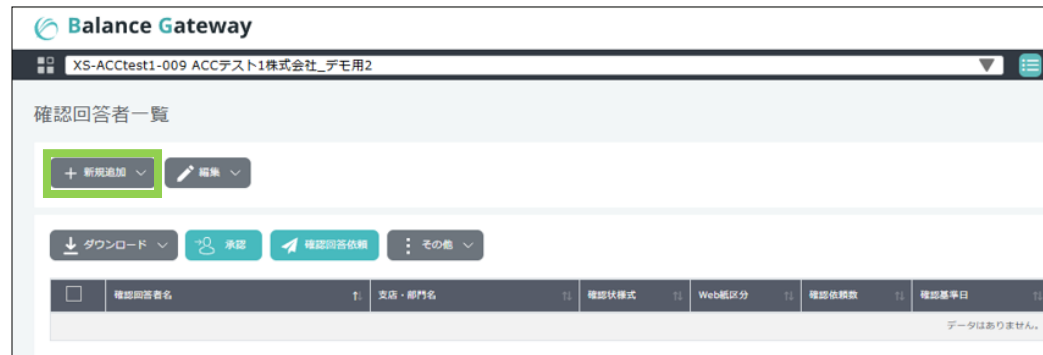 Balance Gateway
XS-ACCtest1-009 ACCテスト1株式会社_デモ用2
確認回答者一覧
＋ 新規追加 編集
ダウンロード 承認 確認回答依頼 その他
確認回答者名 支店・部門名 確認状様式 Web紙区分 確認依頼数 確認基準日
データはありません。